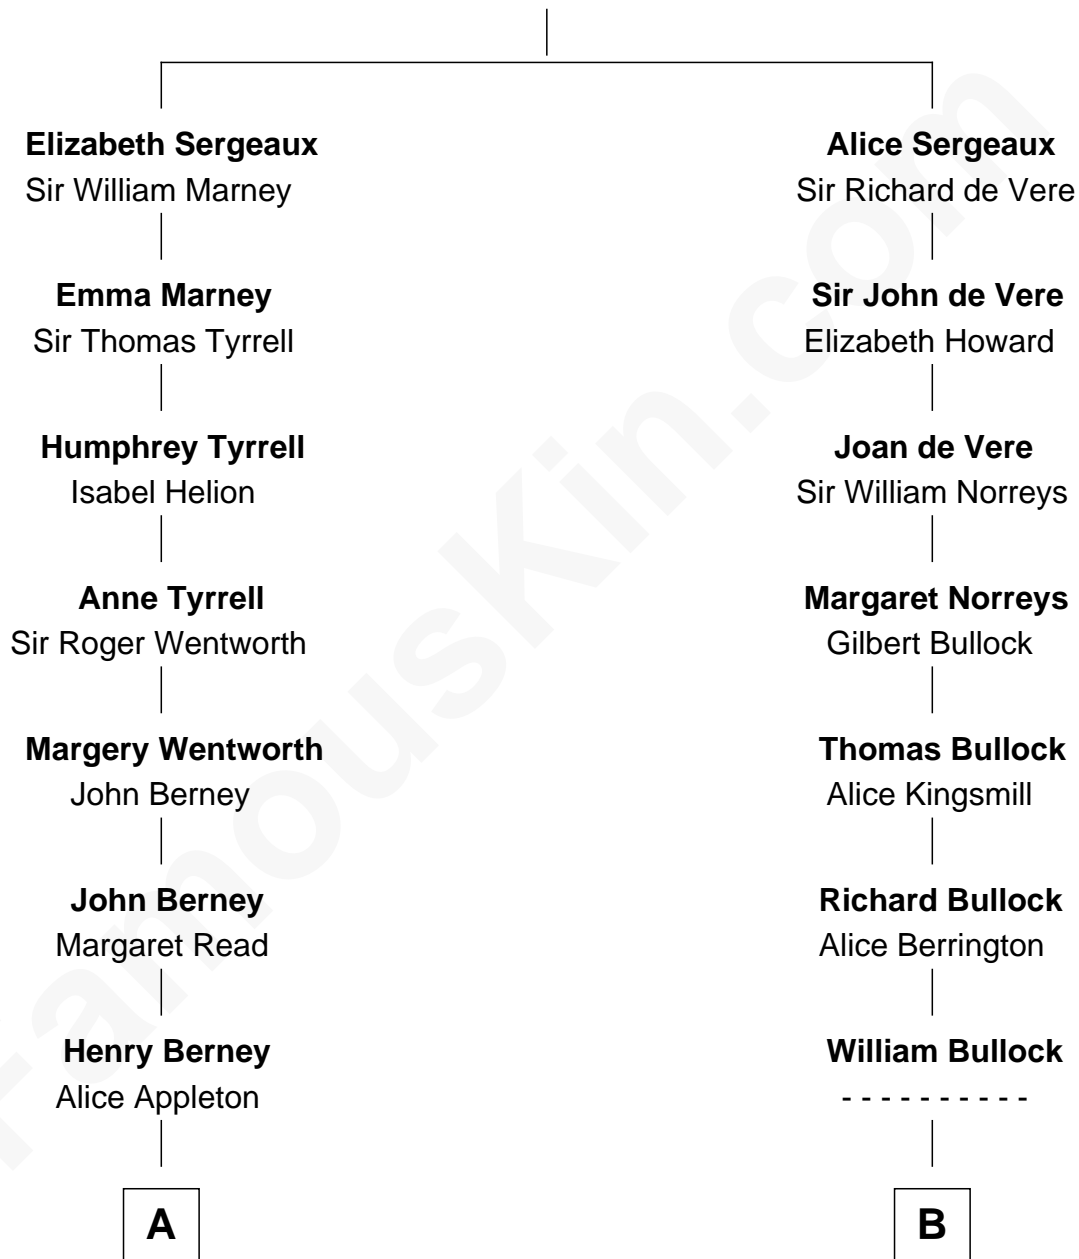 Elizabeth Sergeaux
Sir William Marney
Alice Sergeaux
Sir Richard de Vere
Emma Marney
Sir Thomas Tyrrell
Sir John de Vere
Elizabeth Howard
Humphrey Tyrrell
Isabel Helion
Joan de Vere
Sir William Norreys
Anne Tyrrell
Sir Roger Wentworth
Margaret Norreys
Gilbert Bullock
Margery Wentworth
John Berney
Thomas Bullock
Alice Kingsmill
John Berney
Margaret Read
Richard Bullock
Alice Berrington
Henry Berney
Alice Appleton
William Bullock
- - - - - - - - - -
A
B
FamousKin.com